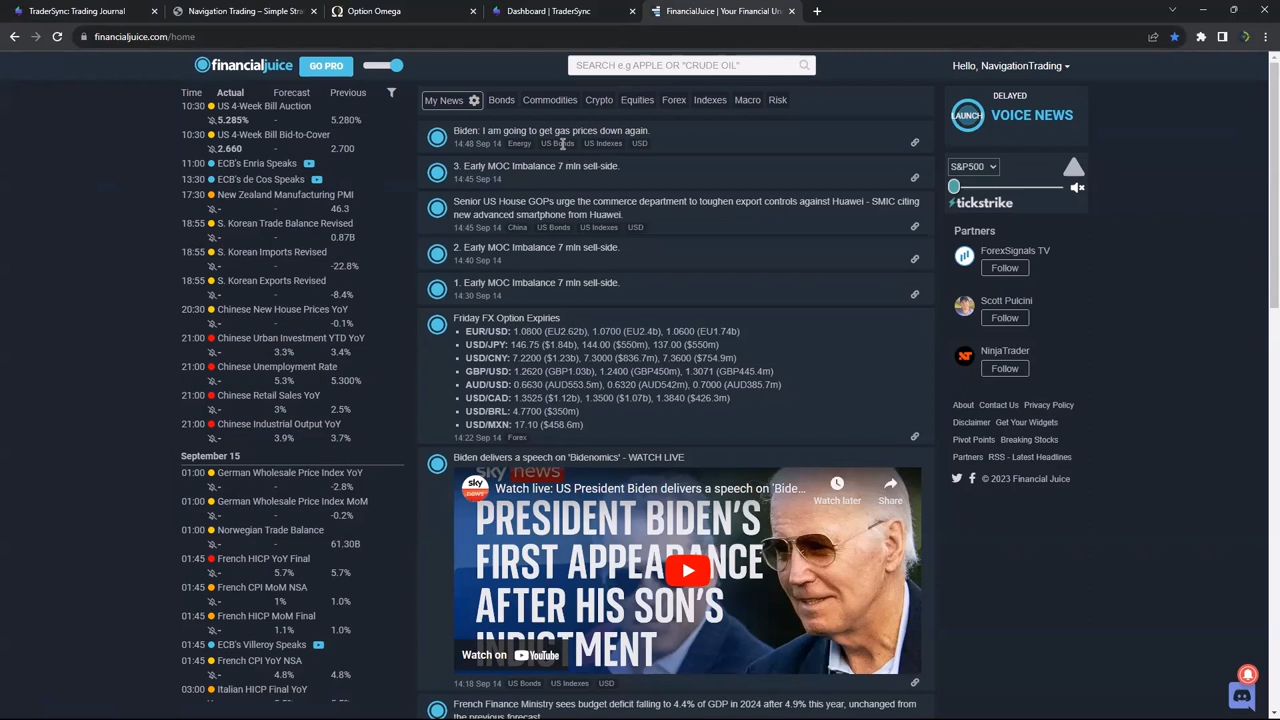 TraderSync: Trading Journal
Navigation Trading – Simple Stra
Option Omega
Dashboard | TraderSync
FinancialJuice | Your Financial Un
financialjuice.com/home
financialjuice
GO PRO
SEARCH e.g APPLE OR "CRUDE OIL"
Hello, NavigationTrading
Time Actual Forecast Previous
10:30 US 4-Week Bill Auction
5.285% - 5.280%
10:30 US 4-Week Bill Bid-to-Cover
2.660 - 2.700
11:00 ECB's Enria Speaks
13:30 ECB's de Cos Speaks
17:30 New Zealand Manufacturing PMI
- - 46.3
18:55 S. Korean Trade Balance Revised
- - 0.87B
18:55 S. Korean Imports Revised
- - -22.8%
18:55 S. Korean Exports Revised
- - -8.4%
20:30 Chinese New House Prices YoY
- - -0.1%
21:00 Chinese Urban Investment YTD YoY
- 3.3% 3.4%
21:00 Chinese Unemployment Rate
- 5.3% 5.300%
21:00 Chinese Retail Sales YoY
- 3% 2.5%
21:00 Chinese Industrial Output YoY
- 3.9% 3.7%
September 15
01:00 German Wholesale Price Index YoY
- - -2.8%
01:00 German Wholesale Price Index MoM
- - -0.2%
01:00 Norwegian Trade Balance
- - 61.30B
01:45 French HICP YoY Final
- 5.7% 5.7%
01:45 French CPI MoM NSA
- 1% 1.0%
01:45 French HICP MoM Final
- 1.1% 1.0%
01:45 ECB's Villeroy Speaks
01:45 French CPI YoY NSA
- 4.8% 4.8%
03:00 Italian HICP Final YoY
My News Bonds Commodities Crypto Equities Forex Indexes Macro Risk
Biden: I am going to get gas prices down again.
14:48 Sep 14 Energy US Bonds US Indexes USD
3. Early MOC Imbalance 7 mln sell-side.
14:45 Sep 14
Senior US House GOPs urge the commerce department to toughen export controls against Huawei - SMIC citing
new advanced smartphone from Huawei.
14:45 Sep 14 China US Bonds US Indexes USD
2. Early MOC Imbalance 7 mln sell-side.
14:40 Sep 14
1. Early MOC Imbalance 7 mln sell-side.
14:30 Sep 14
Friday FX Option Expiries
EUR/USD: 1.0800 (EU2.62b), 1.0700 (EU2.4b), 1.0600 (EU1.74b)
USD/JPY: 146.75 ($1.84b), 144.00 ($550m), 137.00 ($550m)
USD/CNY: 7.2200 ($1.23b), 7.3000 ($836.7m), 7.3600 ($754.9m)
GBP/USD: 1.2620 (GBP1.03b), 1.2400 (GBP450m), 1.3071 (GBP445.4m)
AUD/USD: 0.6630 (AUD553.5m), 0.6320 (AUD542m), 0.7000 (AUD385.7m)
USD/CAD: 1.3525 ($1.12b), 1.3500 ($1.07b), 1.3840 ($426.3m)
USD/BRL: 4.7700 ($350m)
USD/MXN: 17.10 ($458.6m)
14:22 Sep 14 Forex
Biden delivers a speech on 'Bidenomics' - WATCH LIVE
sky news
Watch live: US President Biden delivers a speech on 'Bide...
Watch later Share
PRESIDENT BIDEN'S
FIRST APPEARANCE
AFTER HIS SON'S
INDICTMENT
Watch on YouTube
14:18 Sep 14 US Bonds US Indexes USD
French Finance Ministry sees budget deficit falling to 4.4% of GDP in 2024 after 4.9% this year, unchanged from
the previous forecast.
DELAYED
LAUNCH VOICE NEWS
S&P500
tickstrike
Partners
ForexSignals TV
Follow
Scott Pulcini
Follow
NinjaTrader
Follow
About Contact Us Privacy Policy
Disclaimer Get Your Widgets
Pivot Points Breaking Stocks
Partners RSS - Latest Headlines
© 2023 Financial Juice